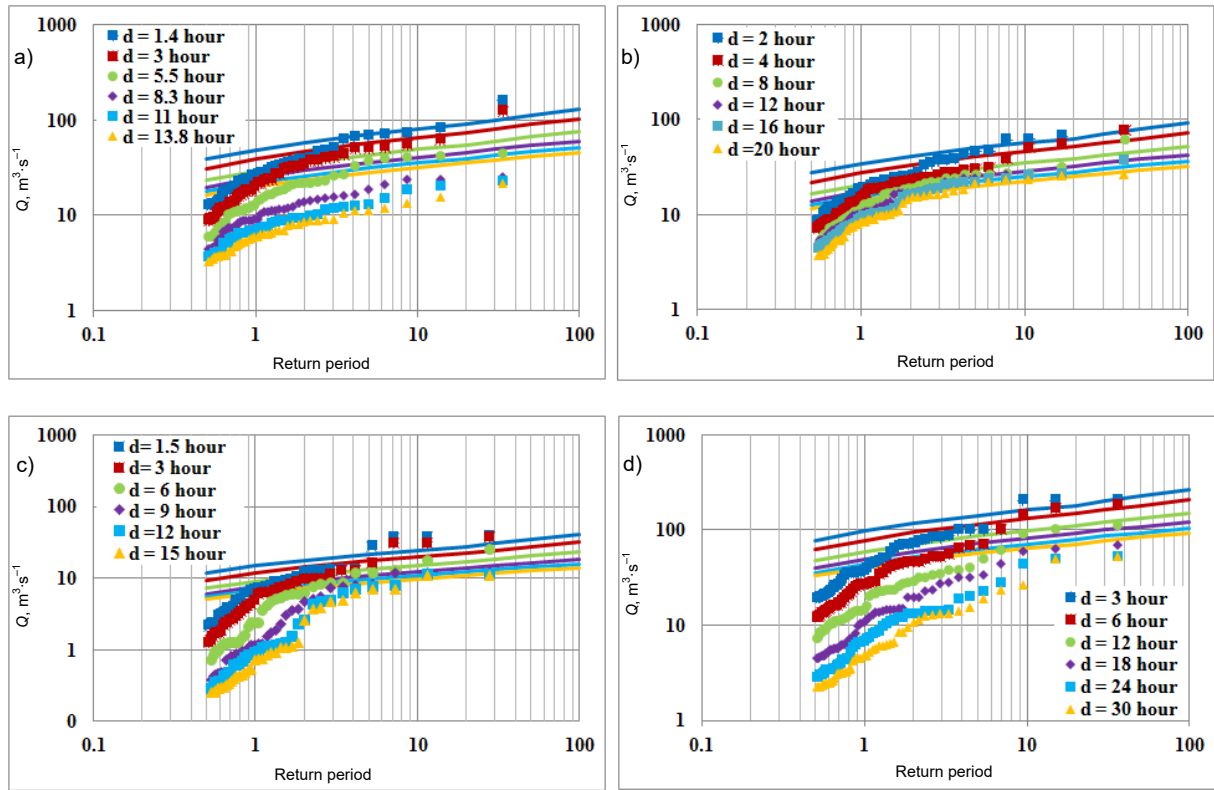 a)
1000
100
10
1
Q, m³·s⁻¹
d = 1.4 hour
d = 3 hour
d = 5.5 hour
d = 8.3 hour
d = 11 hour
d = 13.8 hour
0.1 1 10 100
Return period
b)
1000
100
10
1
Q, m³·s⁻¹
d = 2 hour
d = 4 hour
d = 8 hour
d = 12 hour
d = 16 hour
d =20 hour
0.1 1 10 100
Return period
c)
1000
100
10
1
0
Q, m³·s⁻¹
d= 1.5 hour
d= 3 hour
d= 6 hour
d= 9 hour
d=12 hour
d= 15 hour
0.1 1 10 100
Return period
d)
1000
100
10
1
Q, m³·s⁻¹
d = 3 hour
d = 6 hour
d = 12 hour
d = 18 hour
d = 24 hour
d = 30 hour
0.1 1 10 100
Return period